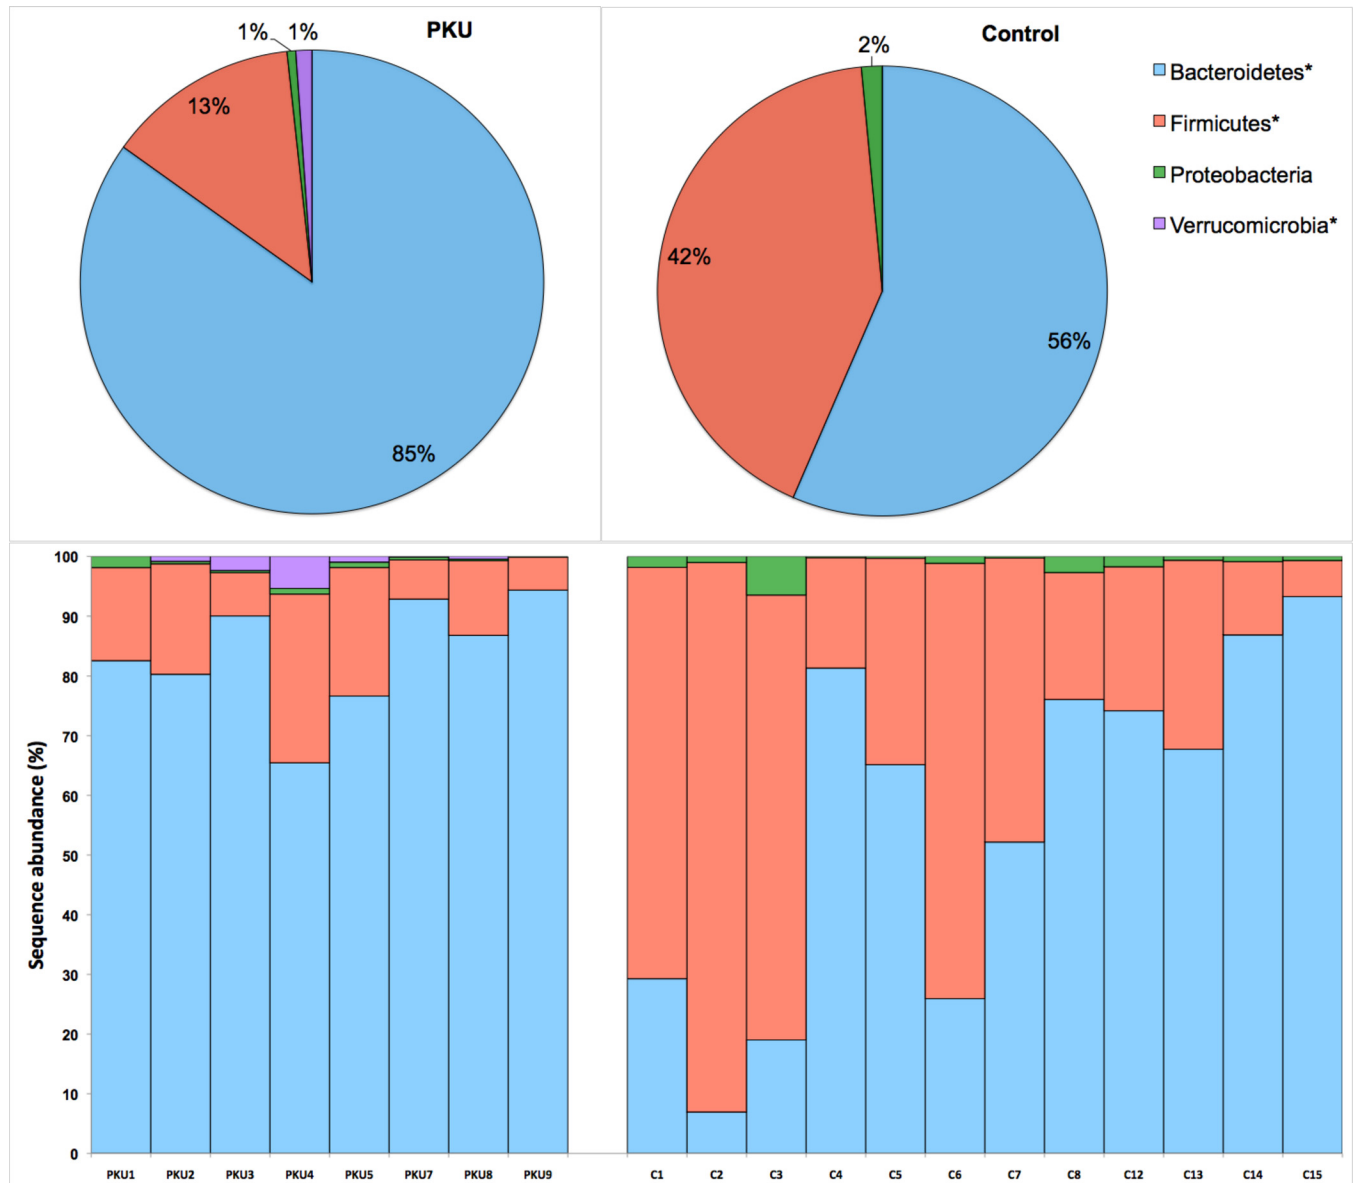 PKU
1% 1%
13%
85%
Control
2%
42%
56%
Bacteroidetes*
Firmicutes*
Proteobacteria
Verrucomicrobia*
Sequence abundance (%)
100
90
80
70
60
50
40
30
20
10
0
PKU1 PKU2 PKU3 PKU4 PKU5 PKU7 PKU8 PKU9
C1 C2 C3 C4 C5 C6 C7 C8 C12 C13 C14 C15